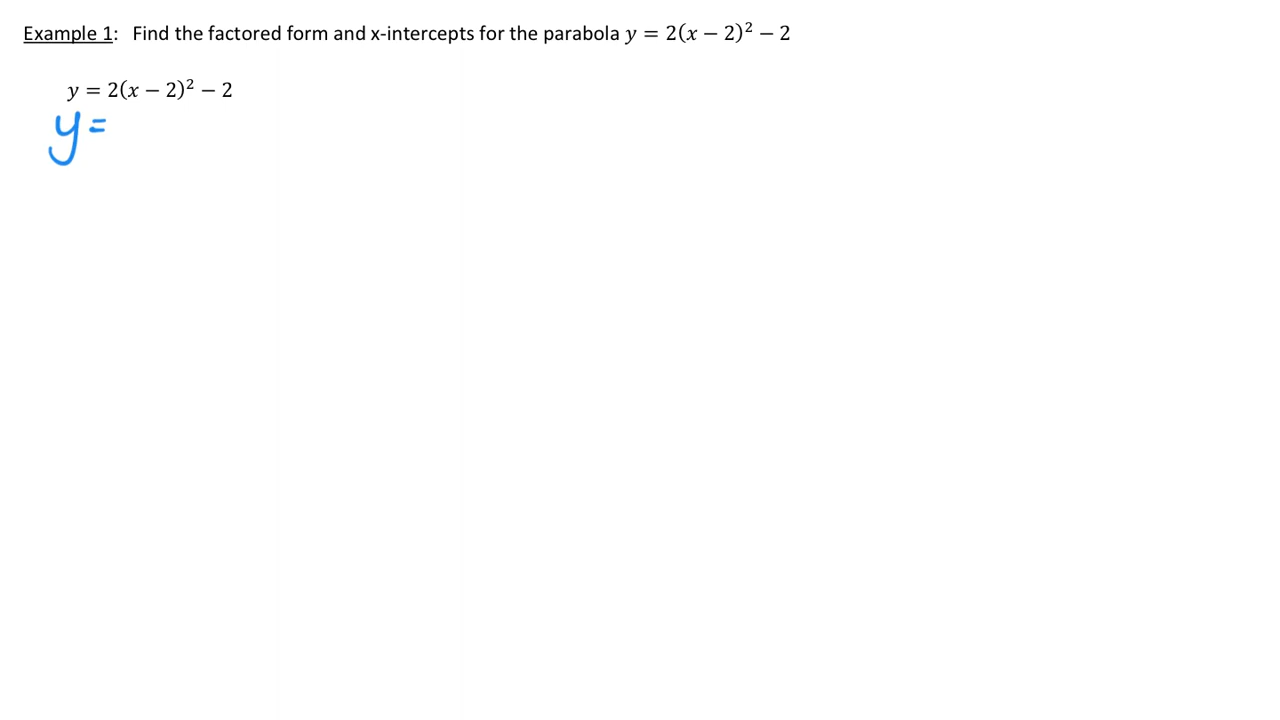 Example 1: Find the factored form and x-intercepts for the parabola y = 2(x − 2)² − 2
y = 2(x − 2)² − 2
y =